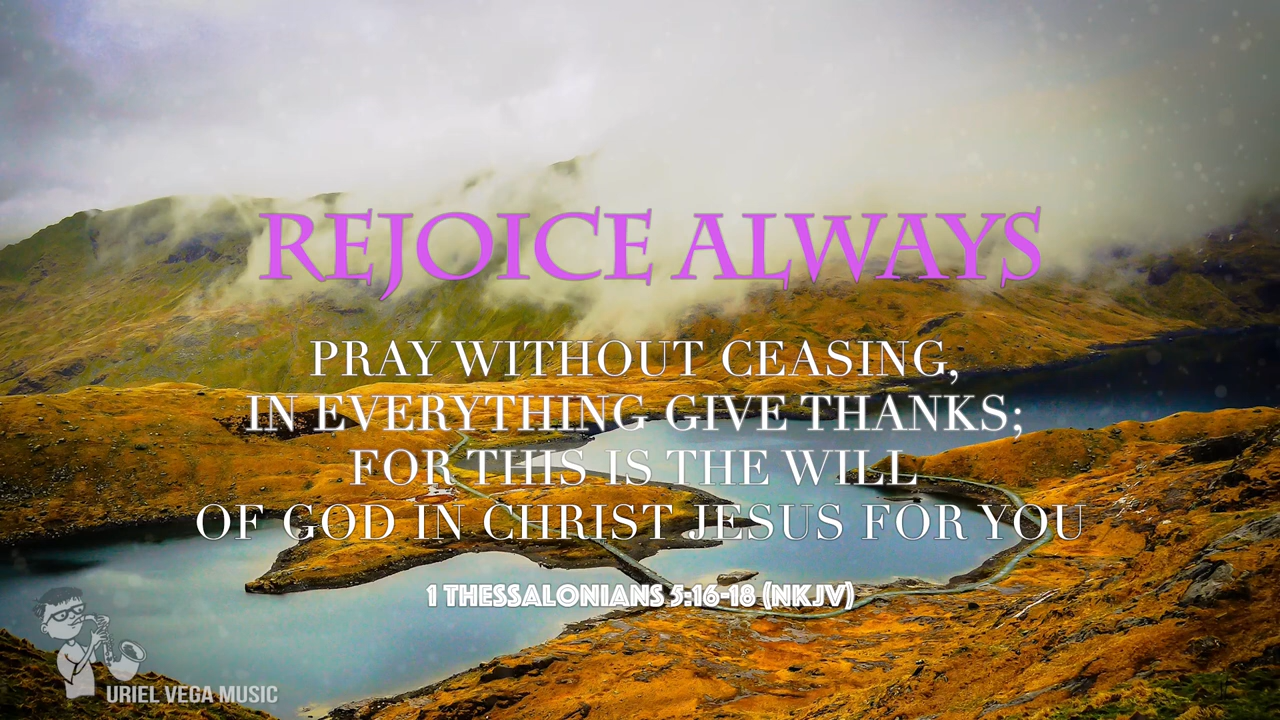 REJOICE ALWAYS
PRAY WITHOUT CEASING,
IN EVERYTHING GIVE THANKS;
FOR THIS IS THE WILL
OF GOD IN CHRIST JESUS FOR YOU
1 THESSALONIANS 5:16-18 (NKJV)
URIEL VEGA MUSIC